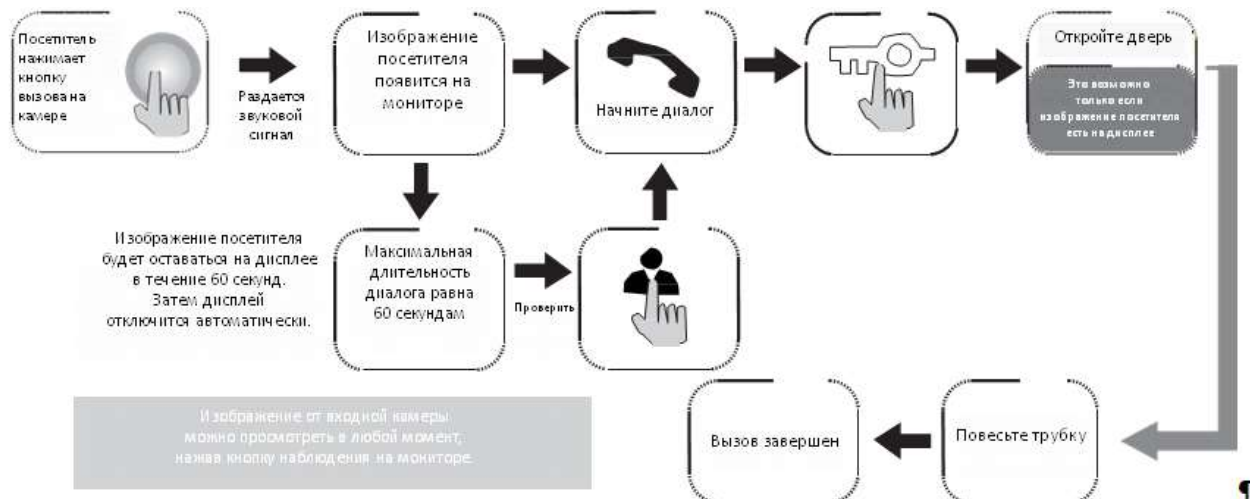 Посетитель
нажимает
кнопку
вызова на
камере
Раздается
звуковой
сигнал
Изображение
посетителя
появится на
мониторе
Начните диалог
Откройте дверь
Это возможно
только если
изображение посетителя
есть на дисплее
Изображение посетителя
будет оставаться на дисплее
в течение 60 секунд.
Затем дисплей
отключится автоматически.
Максимальная
длительность
диалога равна
60 секундам
Проверить
Изображение от входной камеры
можно просмотреть в любой момент,
нажав кнопку наблюдения на мониторе.
Вызов завершен
Повесьте трубку
¶